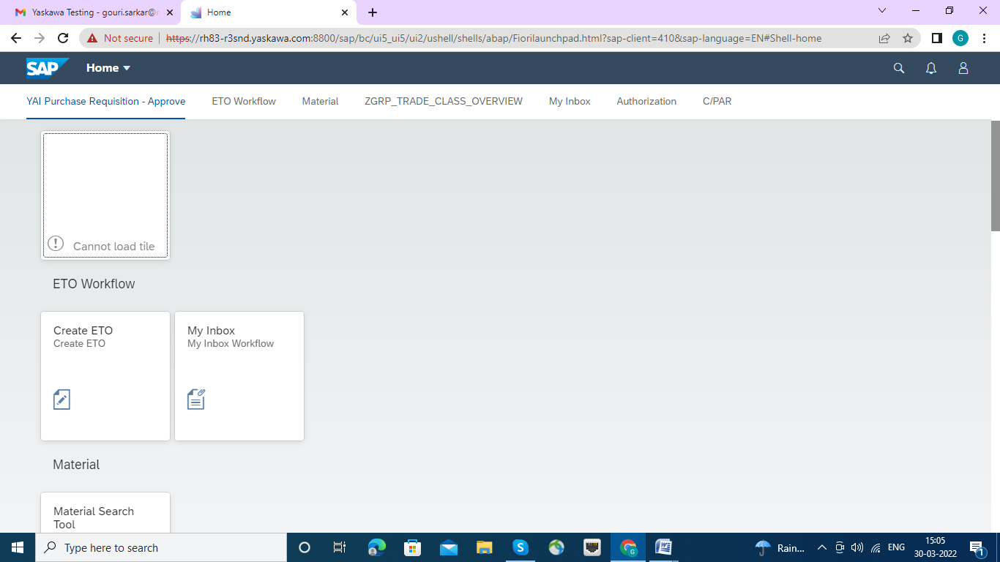 Yaskawa Testing - gouri.sarkar@
Home
Not secure
https://rh83-r3snd.yaskawa.com:8800/sap/bc/ui5_ui5/ui2/ushell/shells/abap/Fiorilaunchpad.html?sap-client=410&sap-language=EN#Shell-home
G
SAP Home
YAI Purchase Requisition - Approve ETO Workflow Material ZGRP_TRADE_CLASS_OVERVIEW My Inbox Authorization C/PAR
Cannot load tile
ETO Workflow
Create ETO
Create ETO
My Inbox
My Inbox Workflow
Material
Material Search
Tool
Type here to search
S
G
W
Rain...
ENG
15:05
30-03-2022
1